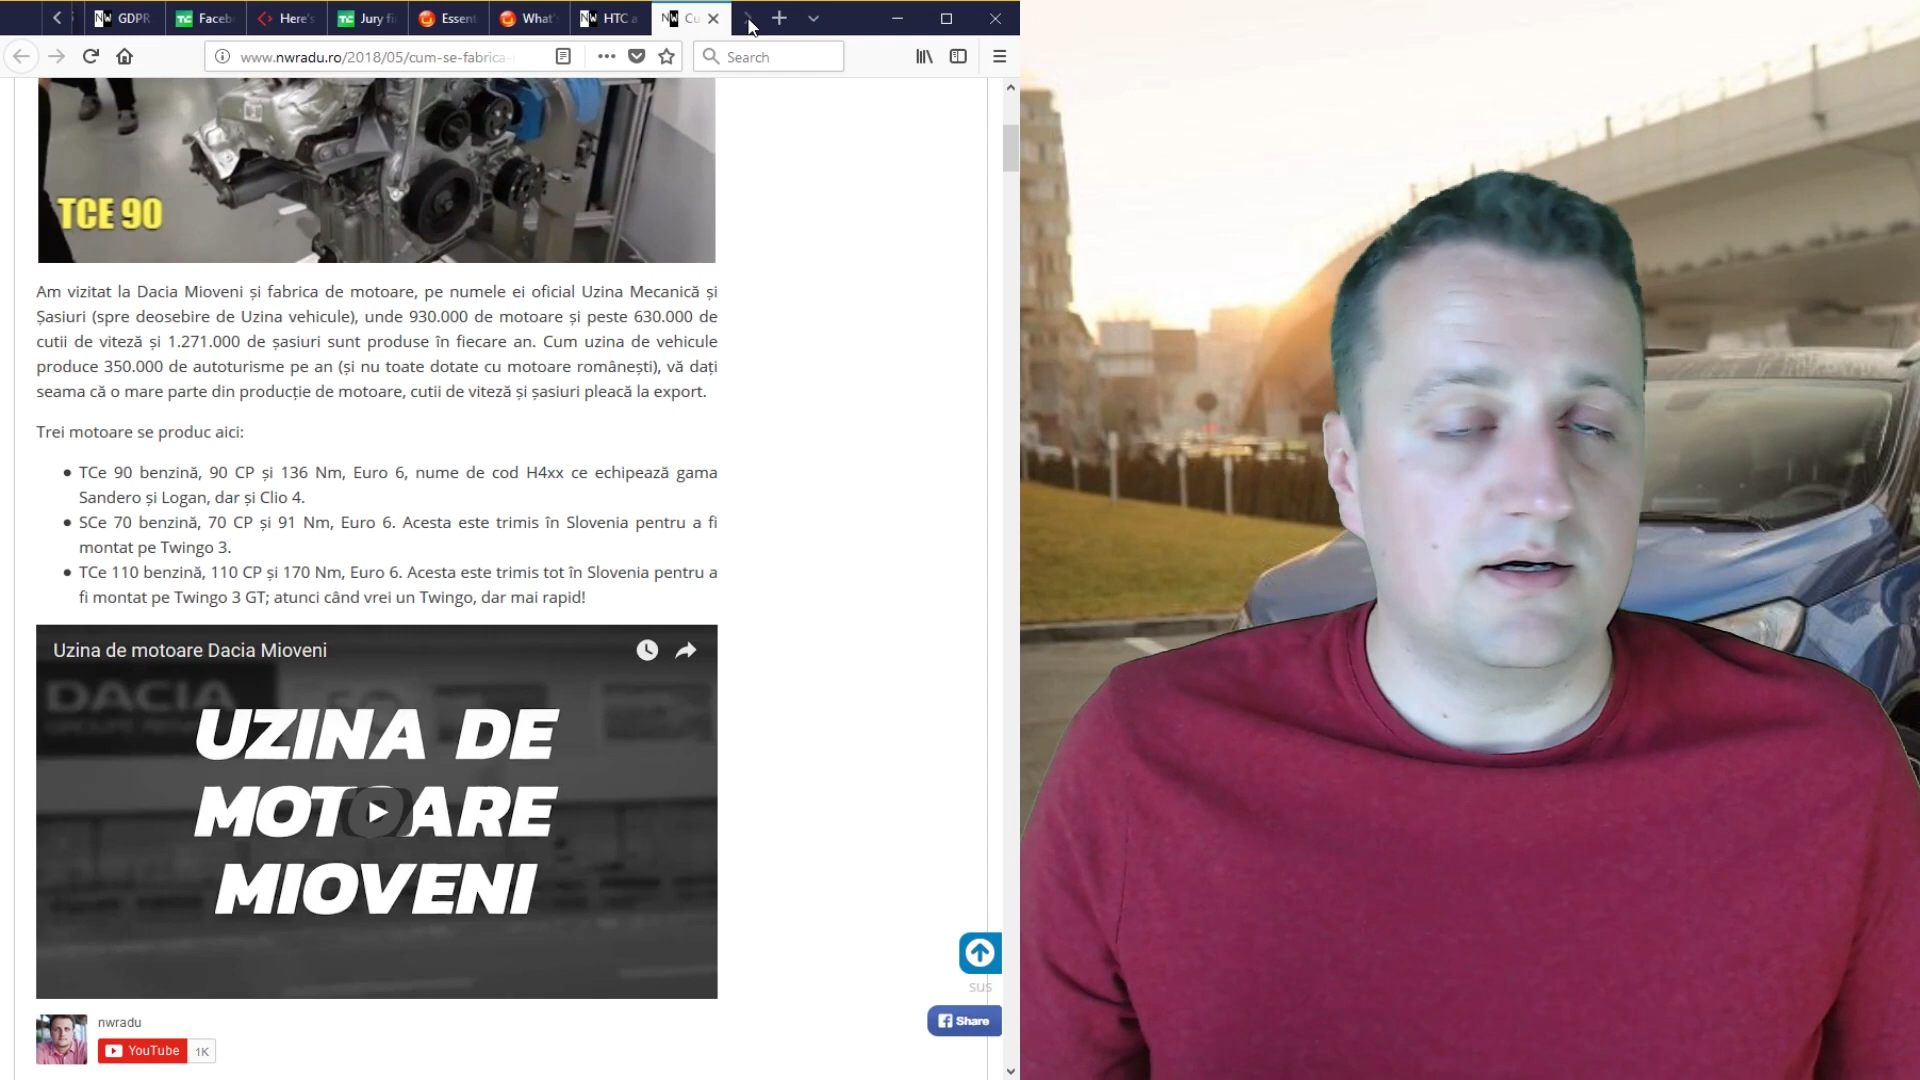 GDPR
Faceb
Here's
Jury fi
Essent
What'
HTC a
Cu
www.nwradu.ro/2018/05/cum-se-fabrica-
Search
TCE 90
Am vizitat la Dacia Mioveni și fabrica de motoare, pe numele ei oficial Uzina Mecanică și
Șasiuri (spre deosebire de Uzina vehicule), unde 930.000 de motoare și peste 630.000 de
cutii de viteză și 1.271.000 de șasiuri sunt produse în fiecare an. Cum uzina de vehicule
produce 350.000 de autoturisme pe an (și nu toate dotate cu motoare românești), vă dați
seama că o mare parte din producție de motoare, cutii de viteză și șasiuri pleacă la export.
Trei motoare se produc aici:
TCe 90 benzină, 90 CP și 136 Nm, Euro 6, nume de cod H4xx ce echipează gama
Sandero și Logan, dar și Clio 4.
SCe 70 benzină, 70 CP și 91 Nm, Euro 6. Acesta este trimis în Slovenia pentru a fi
montat pe Twingo 3.
TCe 110 benzină, 110 CP și 170 Nm, Euro 6. Acesta este trimis tot în Slovenia pentru a
fi montat pe Twingo 3 GT; atunci când vrei un Twingo, dar mai rapid!
Uzina de motoare Dacia Mioveni
DACIA
GROUPE RENAULT
UZINA DE
MOTOARE
MIOVENI
sus
Share
nwradu
YouTube 1K